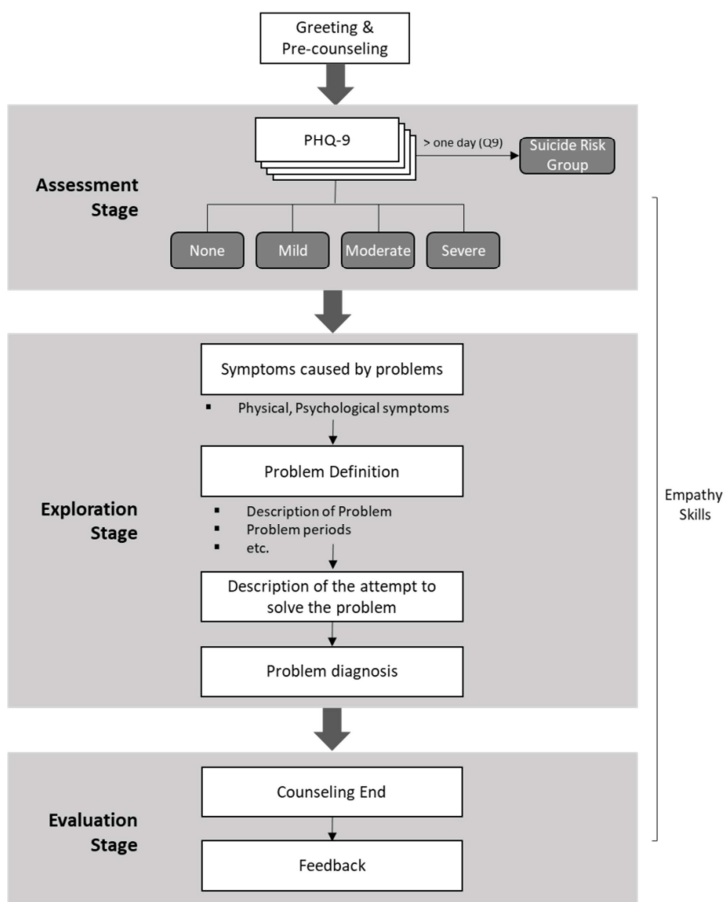 Greeting &
Pre-counseling
PHQ-9
> one day (Q9)
Suicide Risk
Group
Assessment
Stage
None
Mild
Moderate
Severe
Symptoms caused by problems
▪ Physical, Psychological symptoms
Problem Definition
Exploration
Stage
▪ Description of Problem
▪ Problem periods
▪ etc.
Empathy
Skills
Description of the attempt to
solve the problem
Problem diagnosis
Evaluation
Stage
Counseling End
Feedback